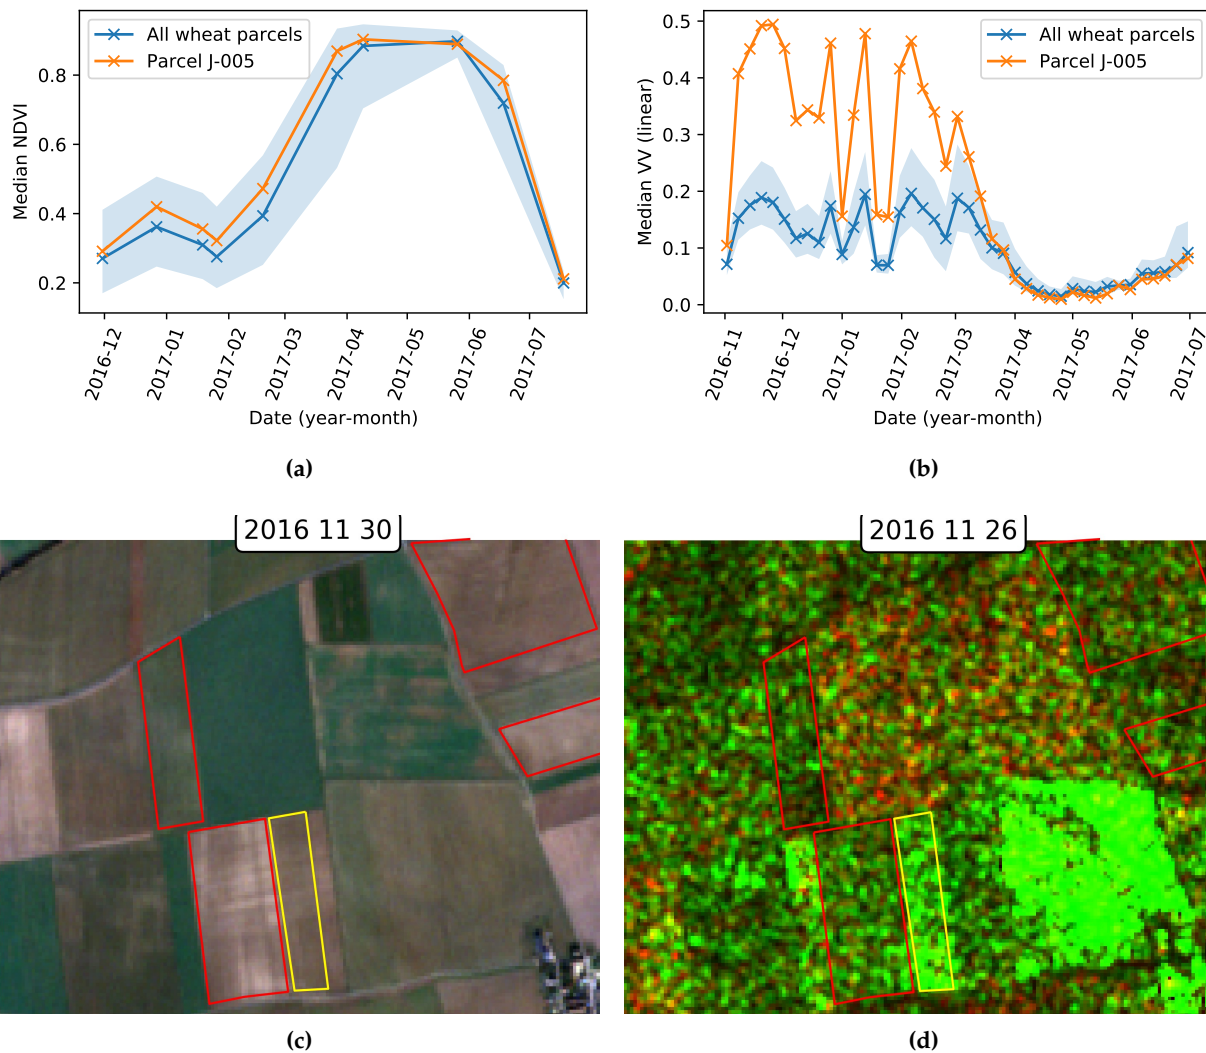 All wheat parcels
Parcel J-005
Median NDVI
0.8
0.6
0.4
0.2
2016-12
2017-01
2017-02
2017-03
2017-04
2017-05
2017-06
2017-07
Date (year-month)
(a)
All wheat parcels
Parcel J-005
Median VV (linear)
0.5
0.4
0.3
0.2
0.1
0.0
2016-11
2016-12
2017-01
2017-02
2017-03
2017-04
2017-05
2017-06
2017-07
Date (year-month)
(b)
2016 11 30
(c)
2016 11 26
(d)